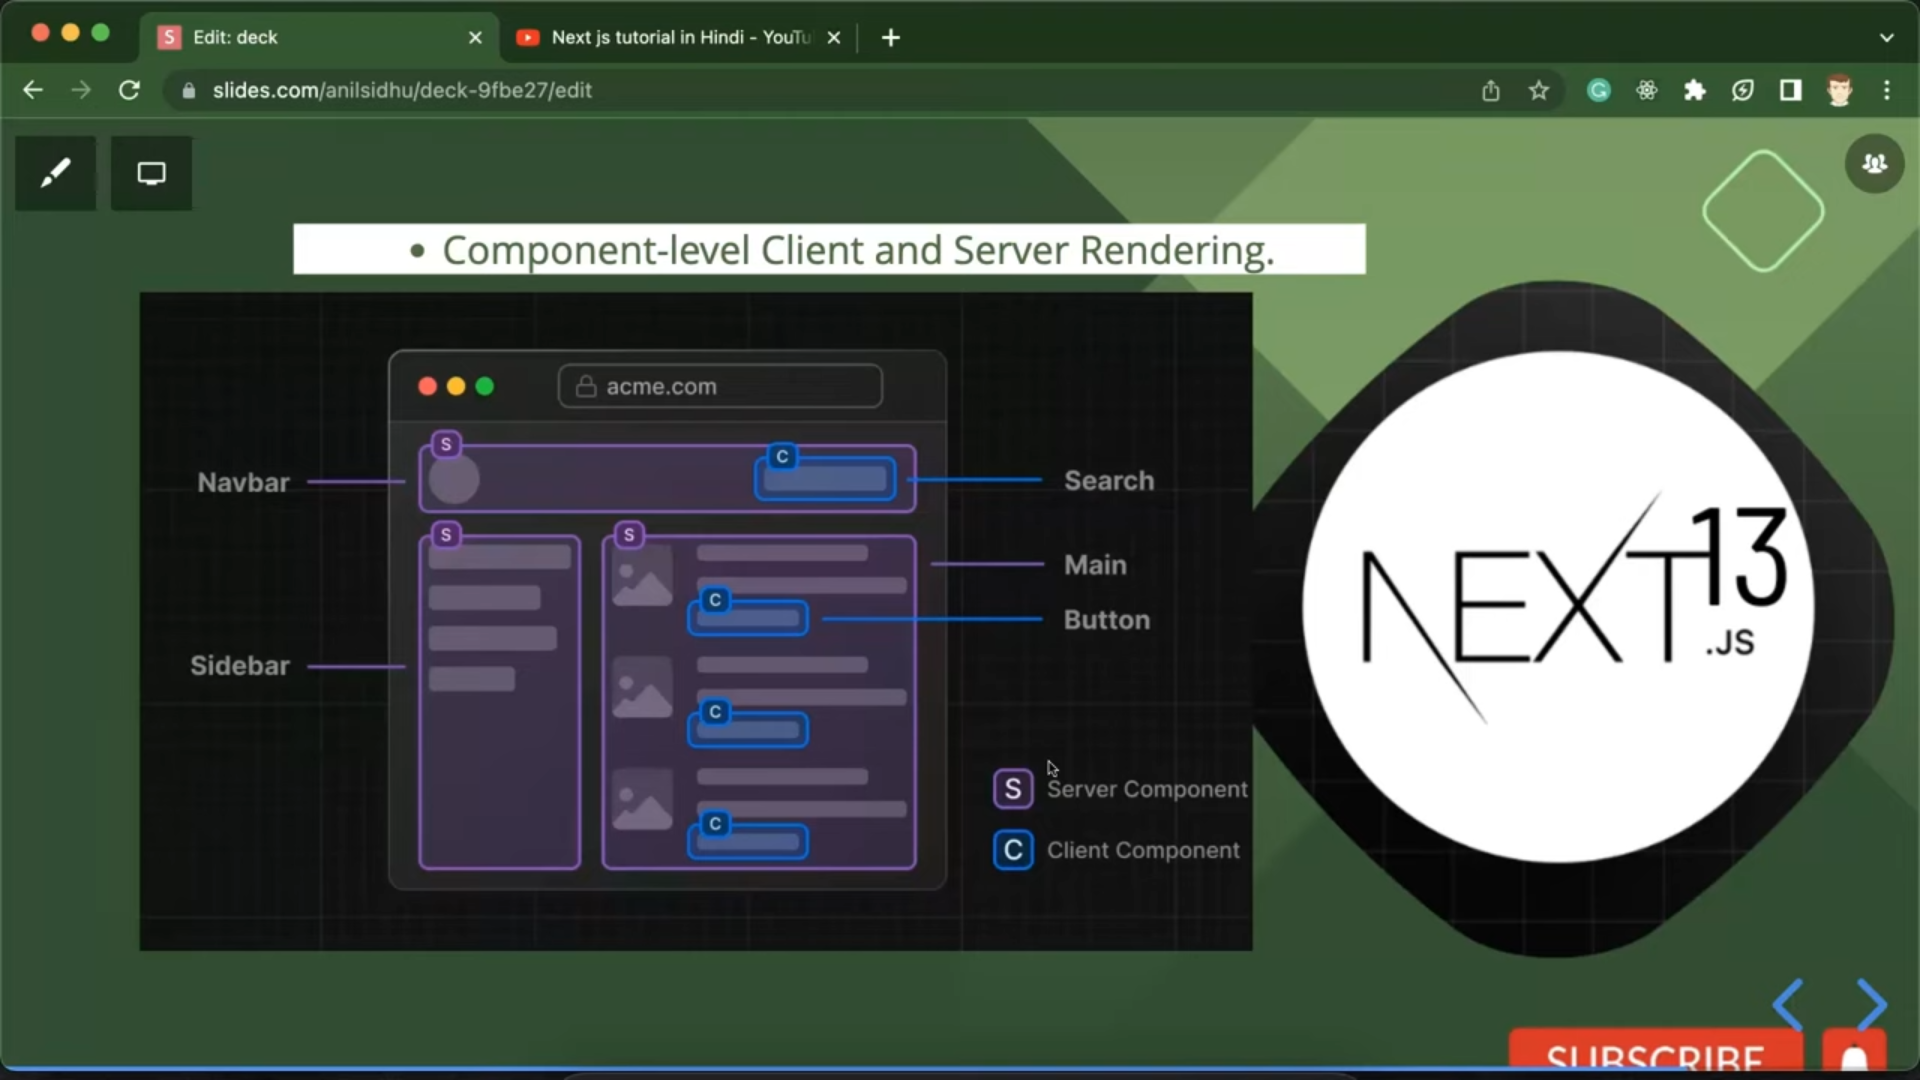 S Edit: deck
Next js tutorial in Hindi - YouTu
slides.com/anilsidhu/deck-9fbe27/edit
• Component-level Client and Server Rendering.
acme.com
S
C
Navbar
Search
S
S
Main
C
Button
Sidebar
C
C
S Server Component
C Client Component
NEXT 13
.JS
SUBSCRIBE